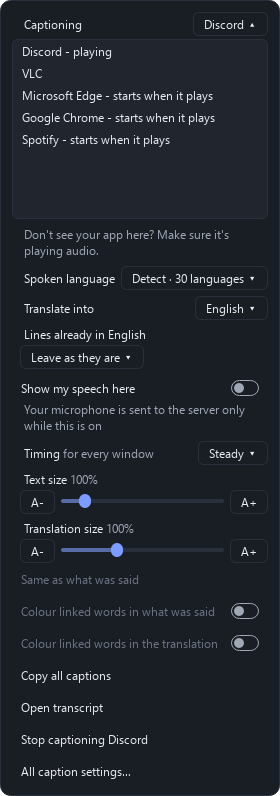 Captioning
Discord ▴
Discord - playing
VLC
Microsoft Edge - starts when it plays
Google Chrome - starts when it plays
Spotify - starts when it plays
Don't see your app here? Make sure it's
playing audio.
Spoken language
Detect · 30 languages ▾
Translate into
English ▾
Lines already in English
Leave as they are ▾
Show my speech here
Your microphone is sent to the server only
while this is on
Timing for every window
Steady ▾
Text size 100%
A-
A+
Translation size 100%
A-
A+
Same as what was said
Colour linked words in what was said
Colour linked words in the translation
Copy all captions
Open transcript
Stop captioning Discord
All caption settings...